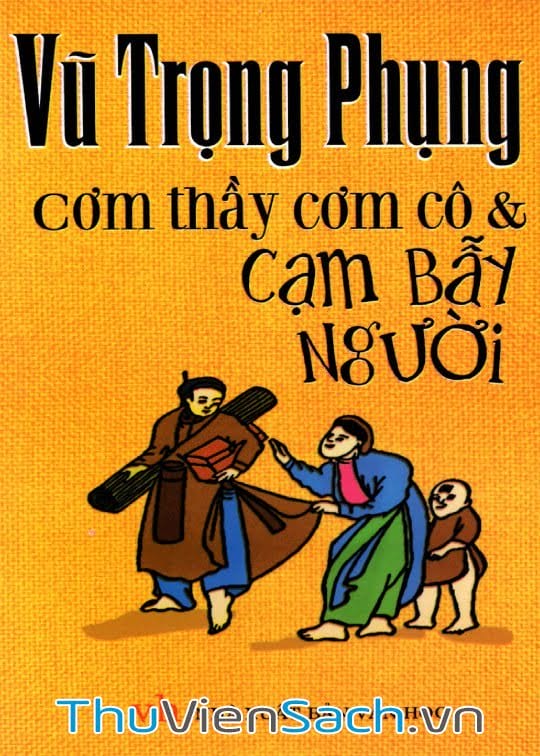 Vũ Trọng Phụng
Cơm thầy cơm cô &
Cạm Bẫy
Người
ThuVienSach.vn